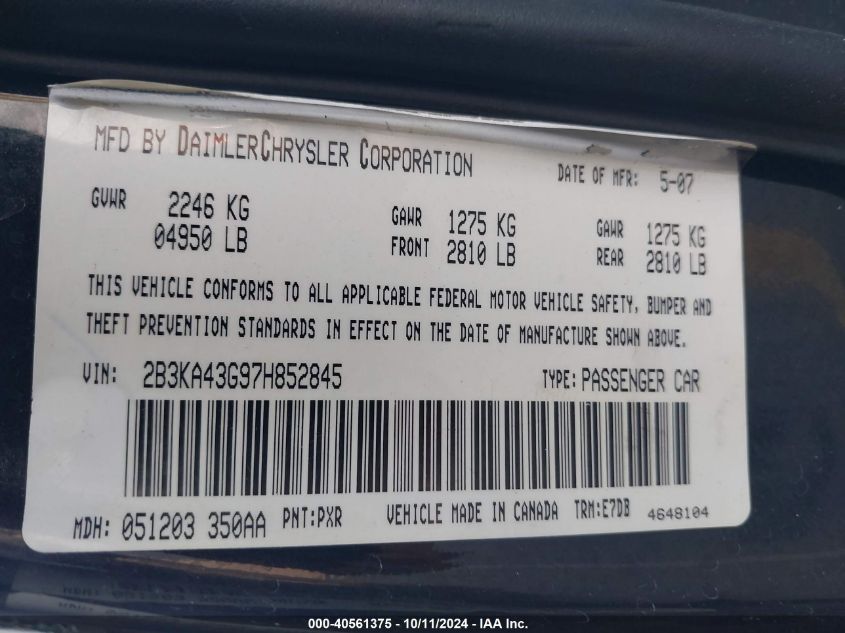 MFD BY DAIMLERCHRYSLER CORPORATION
DATE OF MFR: 5-07
GVWR 2246 KG
04950 LB
GAWR 1275 KG
FRONT 2810 LB
GAWR 1275 KG
REAR 2810 LB
THIS VEHICLE CONFORMS TO ALL APPLICABLE FEDERAL MOTOR VEHICLE SAFETY, BUMPER AND
THEFT PREVENTION STANDARDS IN EFFECT ON THE DATE OF MANUFACTURE SHOWN ABOVE.
VIN: 2B3KA43G97H852845
TYPE: PASSENGER CAR
MDH: 051203 350AA PNT:PXR VEHICLE MADE IN CANADA TRM:E7DB 4648104
000-40561375 - 10/11/2024 - IAA Inc.